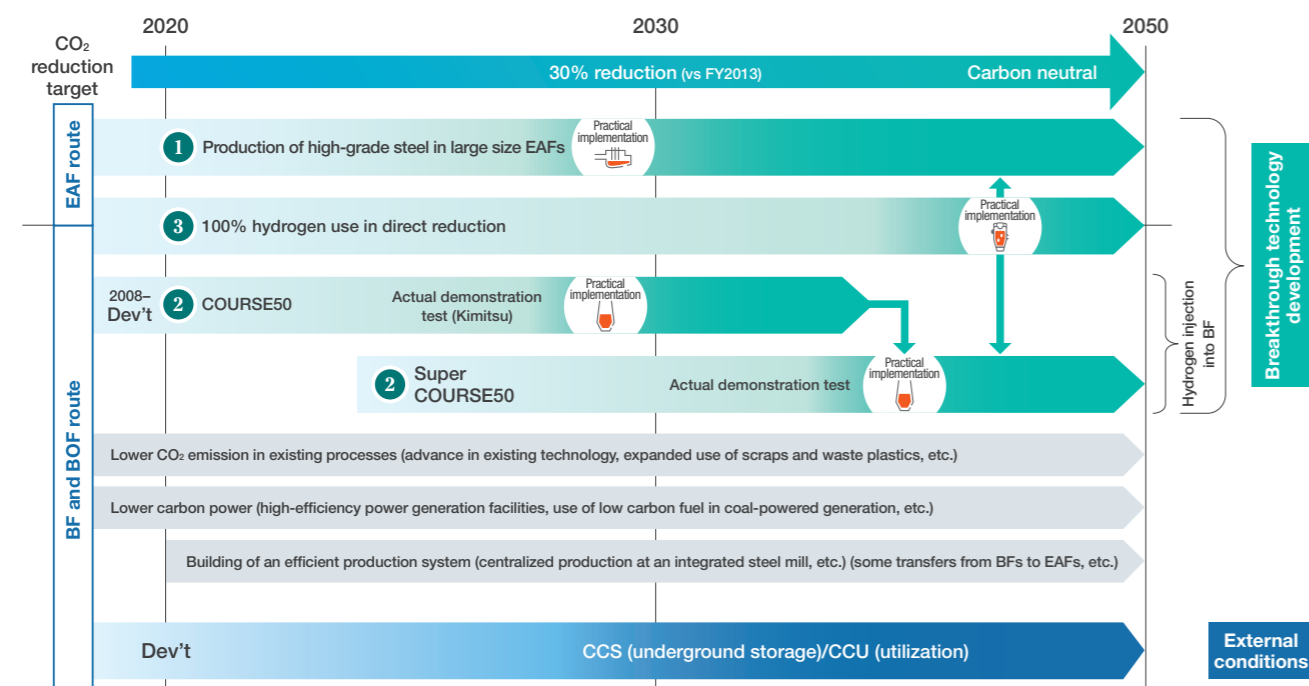 2020
2030
2050
CO₂
reduction
target
30% reduction (vs FY2013)
Carbon neutral
EAF route
1 Production of high-grade steel in large size EAFs
Practical
implementation
3 100% hydrogen use in direct reduction
Practical
implementation
BF and BOF route
2008–
Dev't
2 COURSE50
Actual demonstration
test (Kimitsu)
Practical
implementation
2 Super
COURSE50
Actual demonstration test
Practical
implementation
Hydrogen injection
into BF
Breakthrough technology
development
Lower CO₂ emission in existing processes (advance in existing technology, expanded use of scraps and waste plastics, etc.)
Lower carbon power (high-efficiency power generation facilities, use of low carbon fuel in coal-powered generation, etc.)
Building of an efficient production system (centralized production at an integrated steel mill, etc.) (some transfers from BFs to EAFs, etc.)
Dev't
CCS (underground storage)/CCU (utilization)
External
conditions